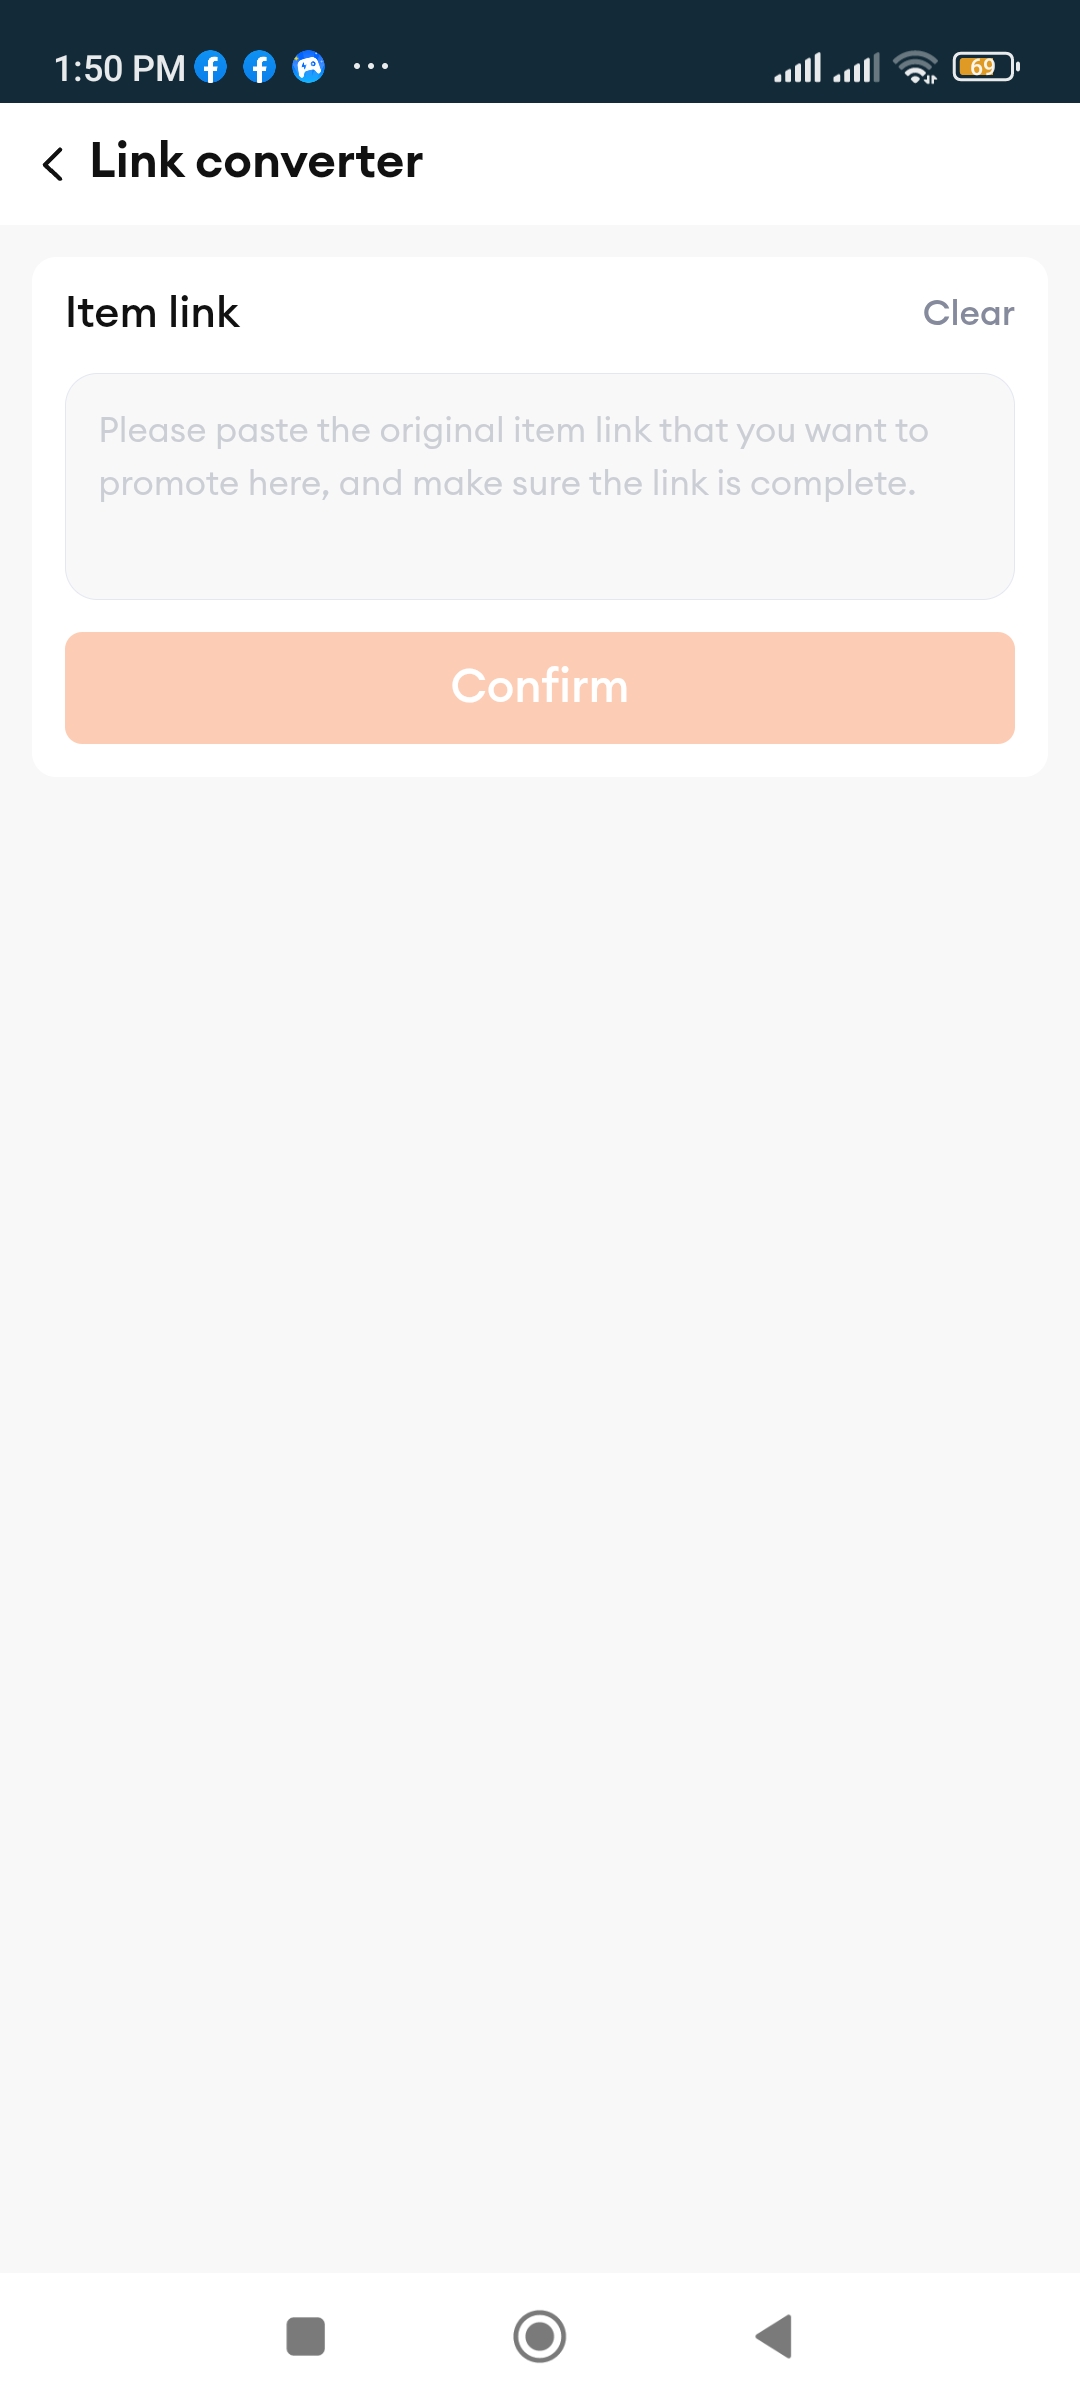 1:50 PM
69
Link converter
Item link
Clear
Please paste the original item link that you want to
promote here, and make sure the link is complete.
Confirm